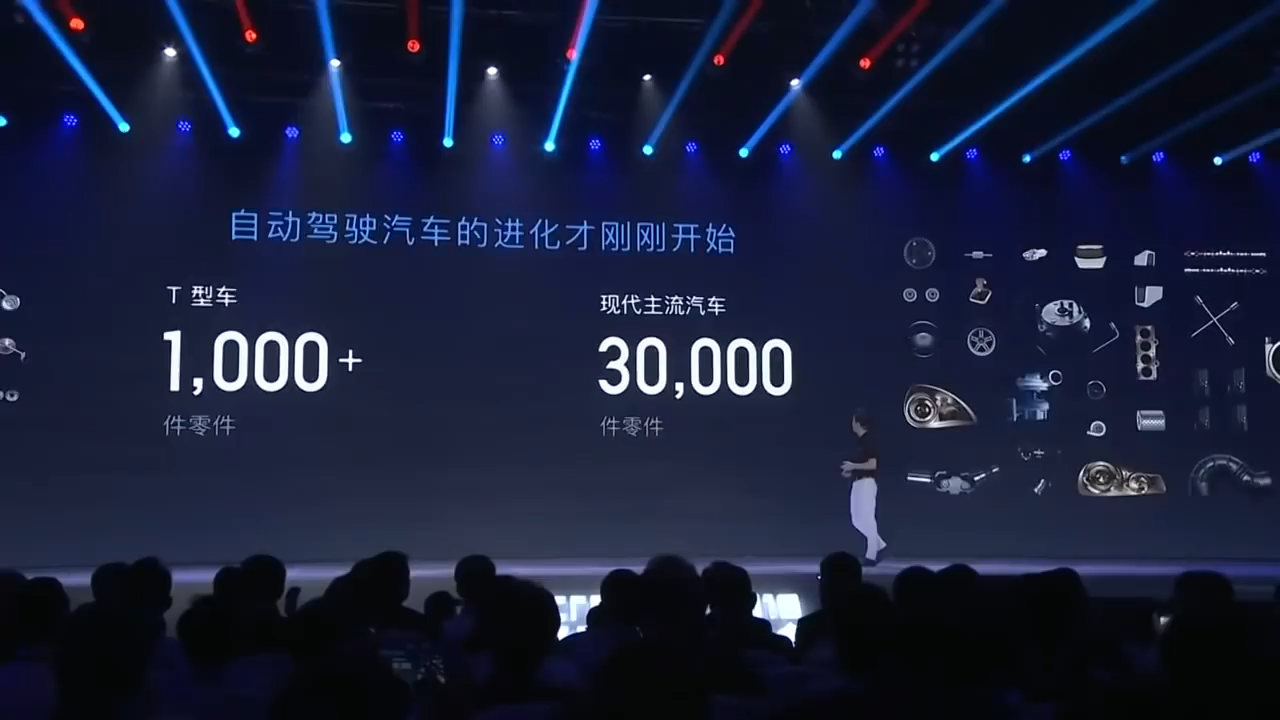 自动驾驶汽车的进化才刚刚开始
T 型车
1,000+
件零件
现代主流汽车
30,000
件零件